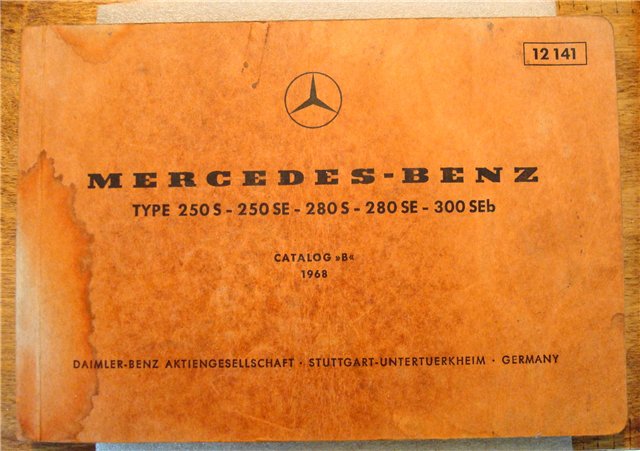 12 141
MERCEDES-BENZ
TYPE 250 S - 250 SE - 280 S - 280 SE - 300 SEb
CATALOG »B«
1968
DAIMLER-BENZ AKTIENGESELLSCHAFT · STUTTGART-UNTERTUERKHEIM · GERMANY